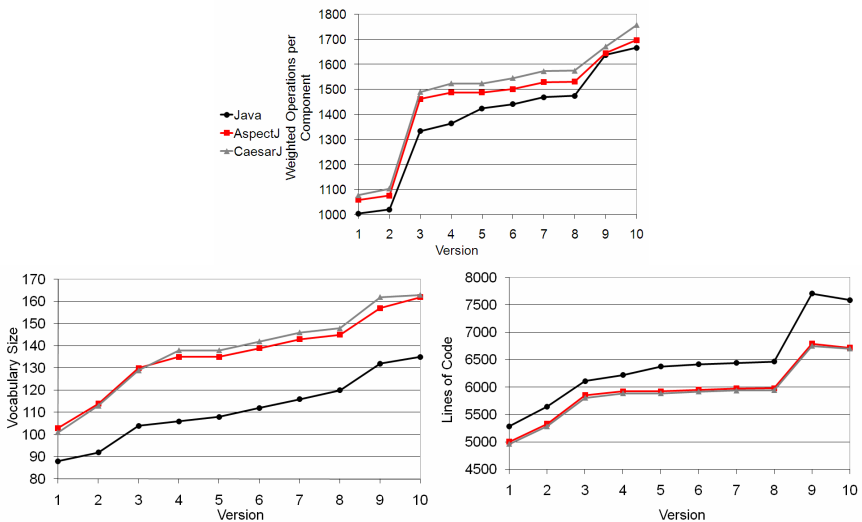 1800
1700
1600
1500
1400
1300
1200
1100
1000
Weighted Operations per
Component
Java
AspectJ
CaesarJ
1 2 3 4 5 6 7 8 9 10
Version
170
160
150
140
130
120
110
100
90
80
Vocabulary Size
1 2 3 4 5 6 7 8 9 10
Version
8000
7500
7000
6500
6000
5500
5000
4500
Lines of Code
1 2 3 4 5 6 7 8 9 10
Version